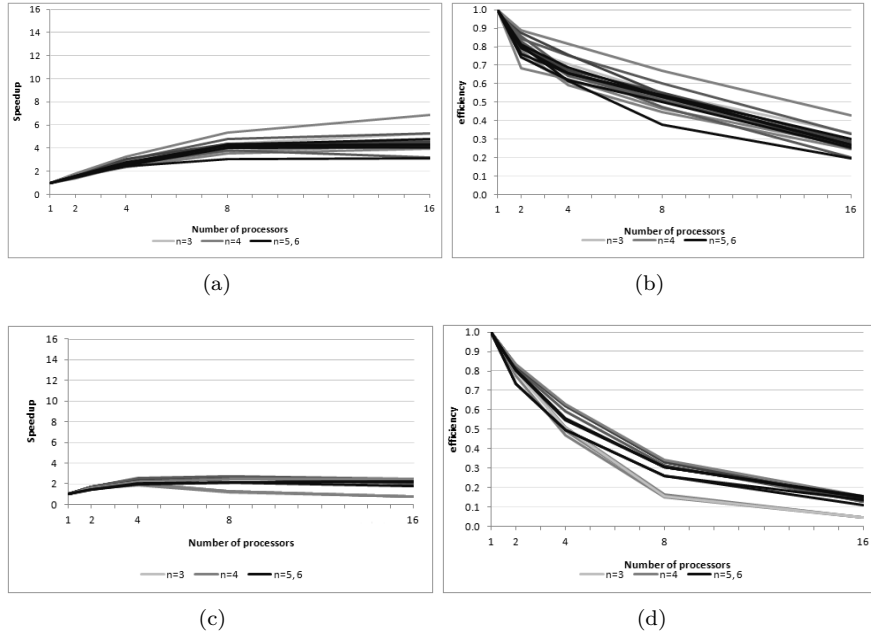 16
14
12
10
8
6
4
2
0
Speedup
1 2 4 8 16
Number of processors
n=3 n=4 n=5, 6
(a)
1.0
0.9
0.8
0.7
0.6
0.5
0.4
0.3
0.2
0.1
0.0
efficiency
1 2 4 8 16
Number of processors
n=3 n=4 n=5, 6
(b)
16
14
12
10
8
6
4
2
0
Speedup
1 2 4 8 16
Number of processors
n=3 n=4 n=5, 6
(c)
1.0
0.9
0.8
0.7
0.6
0.5
0.4
0.3
0.2
0.1
0.0
efficiency
1 2 4 8 16
Number of processors
n=3 n=4 n=5, 6
(d)